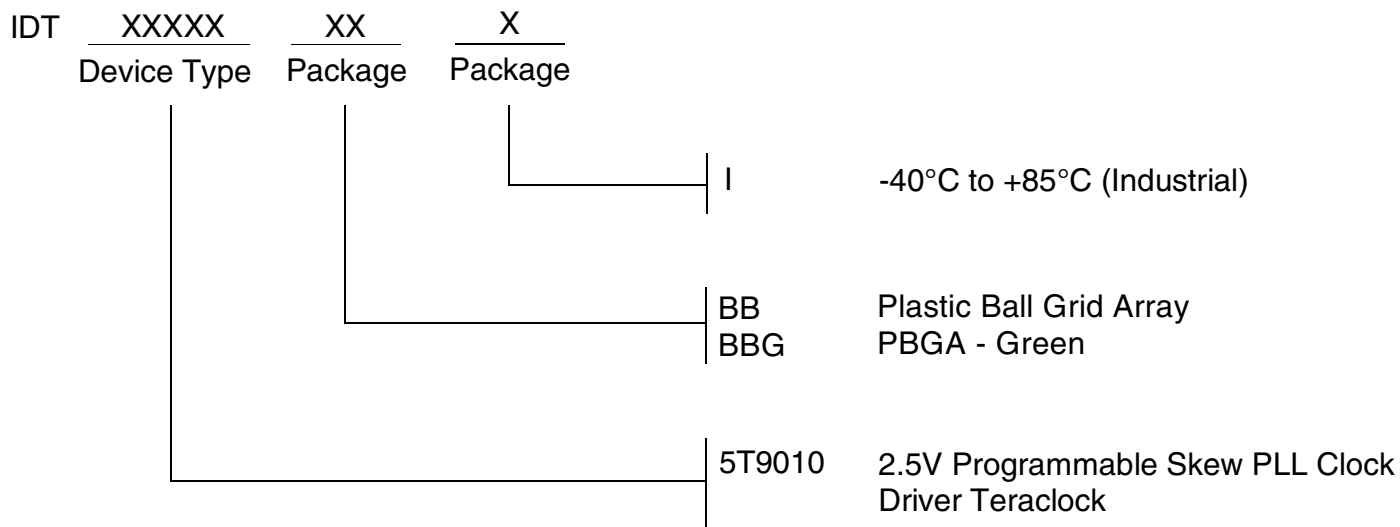 IDT XXXXX XX X
Device Type Package Package
I -40°C to +85°C (Industrial)
BB Plastic Ball Grid Array
BBG PBGA - Green
5T9010 2.5V Programmable Skew PLL Clock
Driver Teraclock